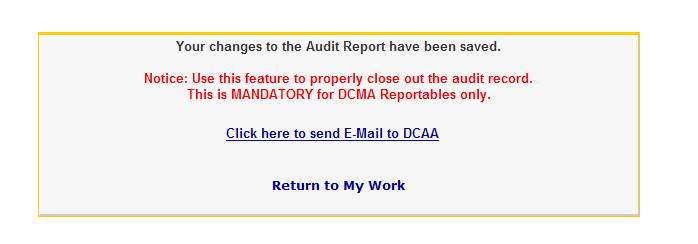 Your changes to the Audit Report have been saved.
Notice: Use this feature to properly close out the audit record.
This is MANDATORY for DCMA Reportables only.
Click here to send E-Mail to DCAA
Return to My Work